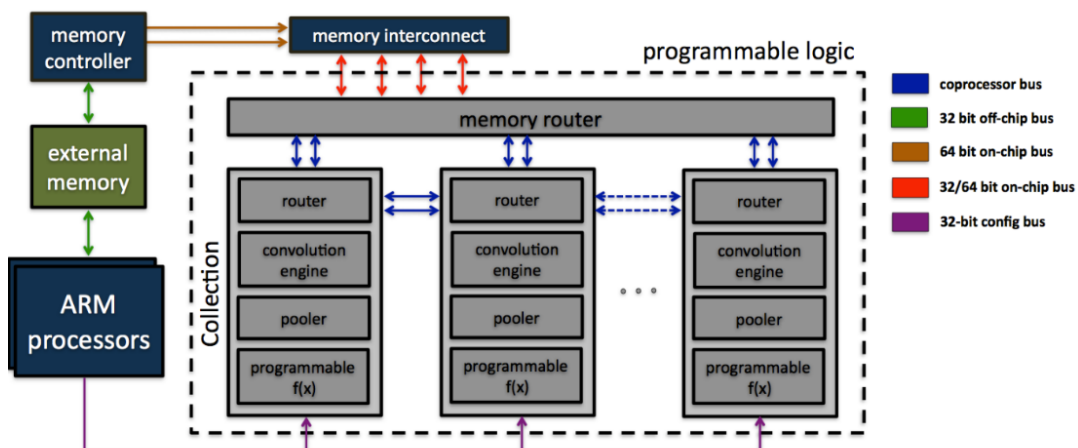 memory
controller
memory interconnect
programmable logic
memory router
external
memory
ARM
processors
Collection
router
convolution
engine
pooler
programmable
f(x)
router
convolution
engine
pooler
programmable
f(x)
router
convolution
engine
pooler
programmable
f(x)
coprocessor bus
32 bit off-chip bus
64 bit on-chip bus
32/64 bit on-chip bus
32-bit config bus